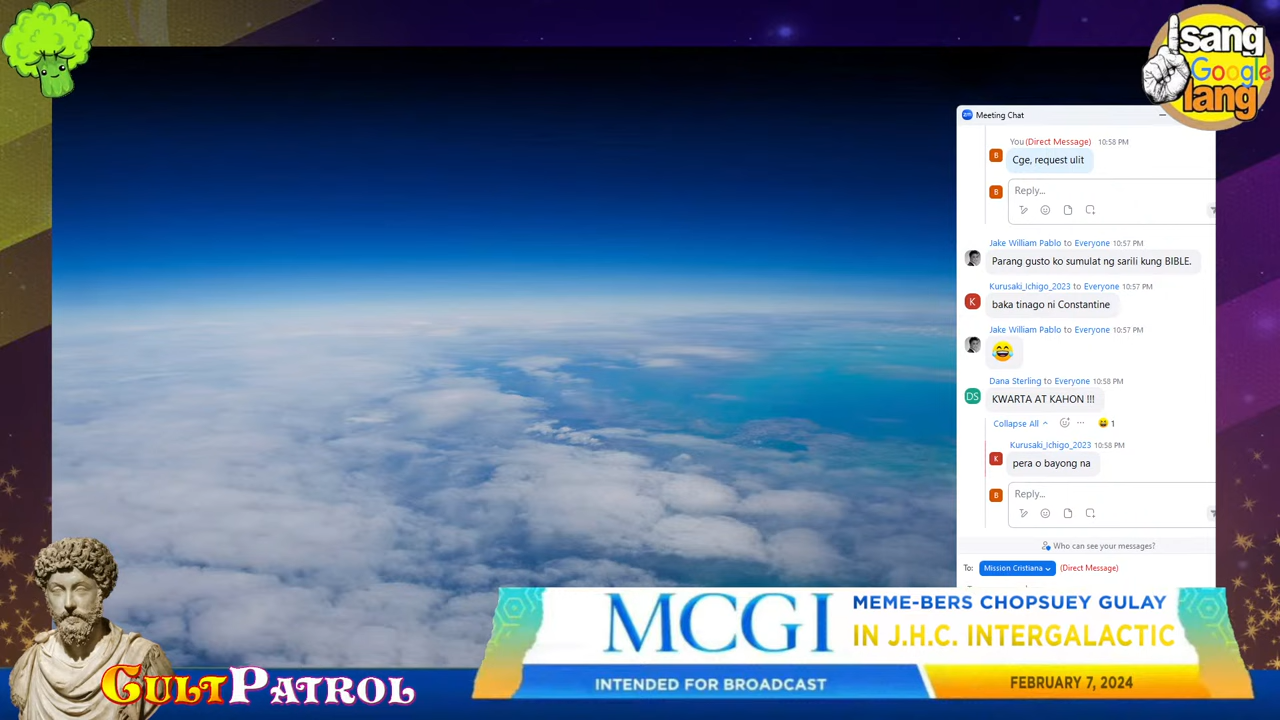 Isang
Google
lang
Meeting Chat
You (Direct Message) 10:58 PM
B
Cge, request ulit
B
Reply...
Jake William Pablo to Everyone 10:57 PM
Parang gusto ko sumulat ng sarili kung BIBLE.
Kurusaki_Ichigo_2023 to Everyone 10:57 PM
K
baka tinago ni Constantine
Jake William Pablo to Everyone 10:57 PM
Dana Sterling to Everyone 10:58 PM
DS
KWARTA AT KAHON !!!
Collapse All
1
Kurusaki_Ichigo_2023 10:58 PM
K
pera o bayong na
B
Reply...
Who can see your messages?
To: Mission Cristiana (Direct Message)
MCGI
MEME-BERS CHOPSUEY GULAY
IN J.H.C. INTERGALACTIC
INTENDED FOR BROADCAST
FEBRUARY 7, 2024
CULTPATROL